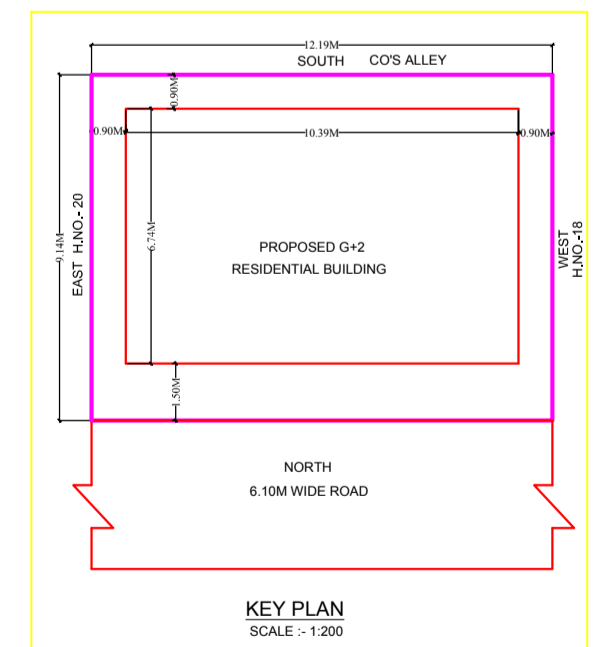 12.19M
SOUTH CO'S ALLEY
0.90M
0.90M
10.39M
0.90M
9.14M
EAST H.NO.- 20
6.74M
PROPOSED G+2
RESIDENTIAL BUILDING
WEST
H.NO.-18
1.50M
NORTH
6.10M WIDE ROAD
KEY PLAN
SCALE :- 1:200